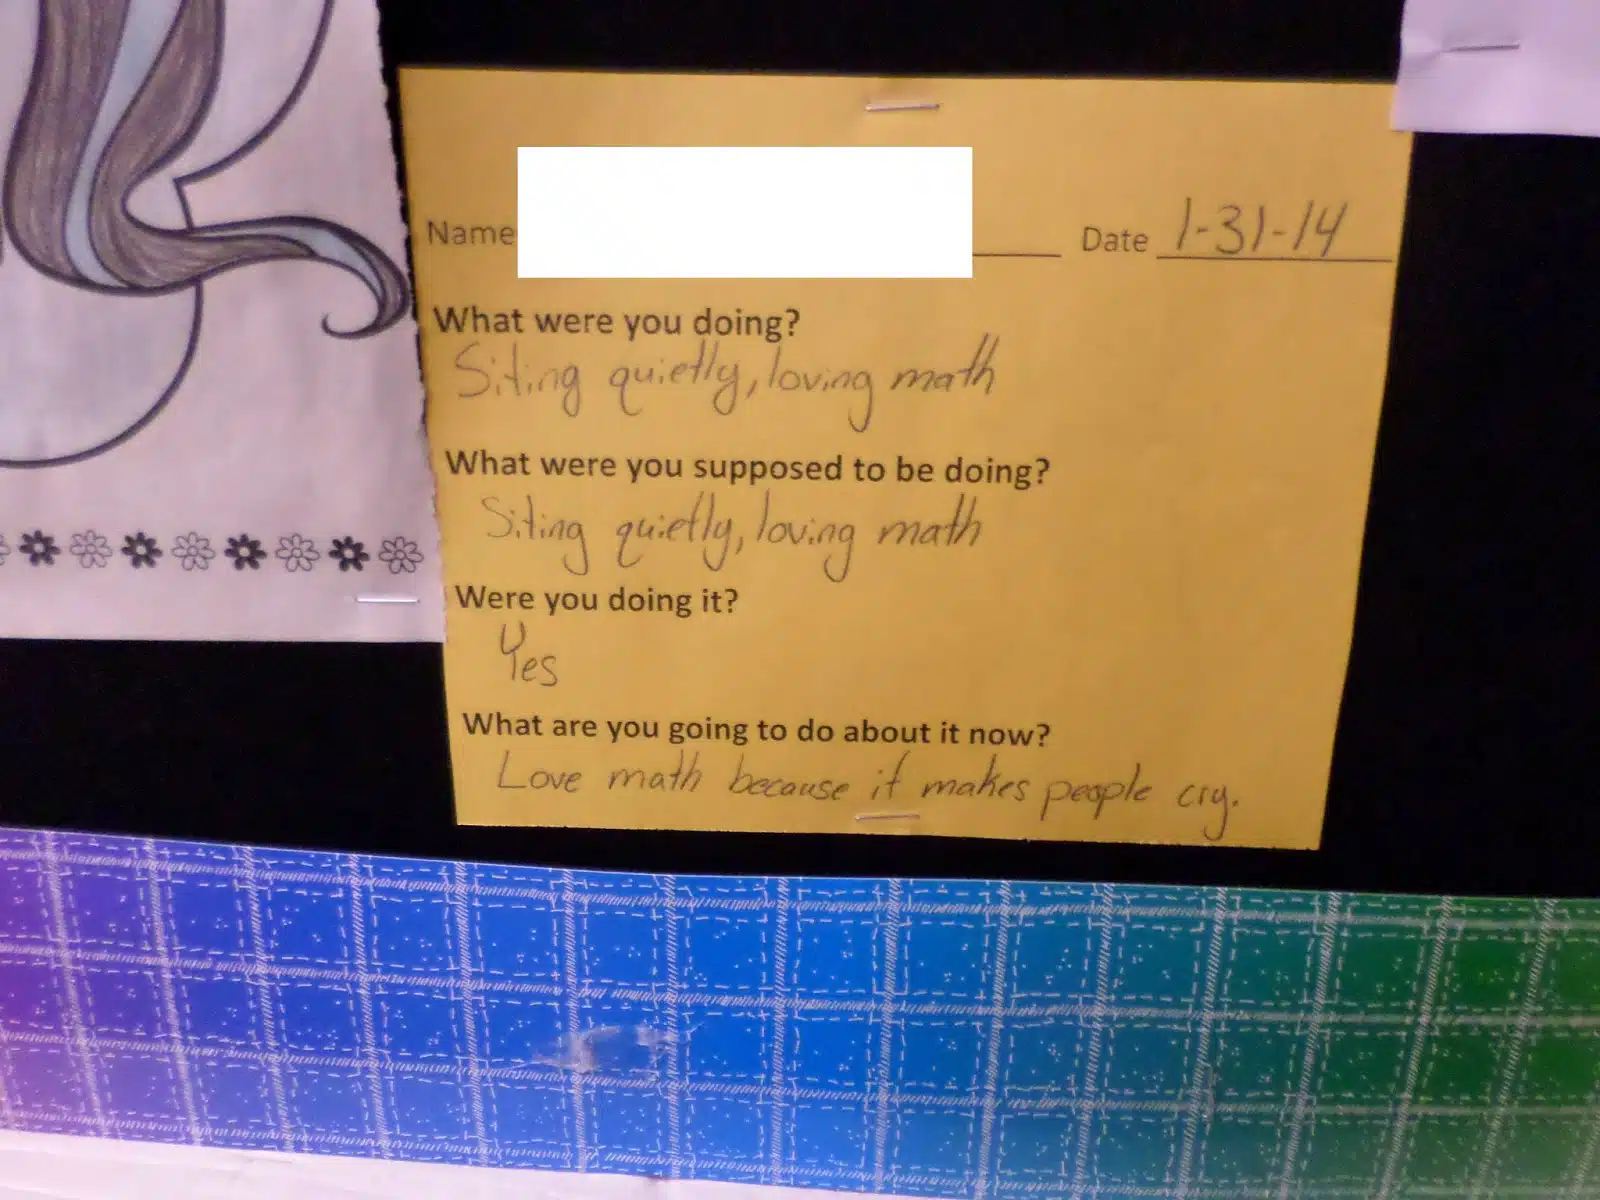 Name Date 1-31-14
What were you doing?
Siting quietly, loving math
What were you supposed to be doing?
Siting quietly, loving math
Were you doing it?
Yes
What are you going to do about it now?
Love math because it makes people cry.